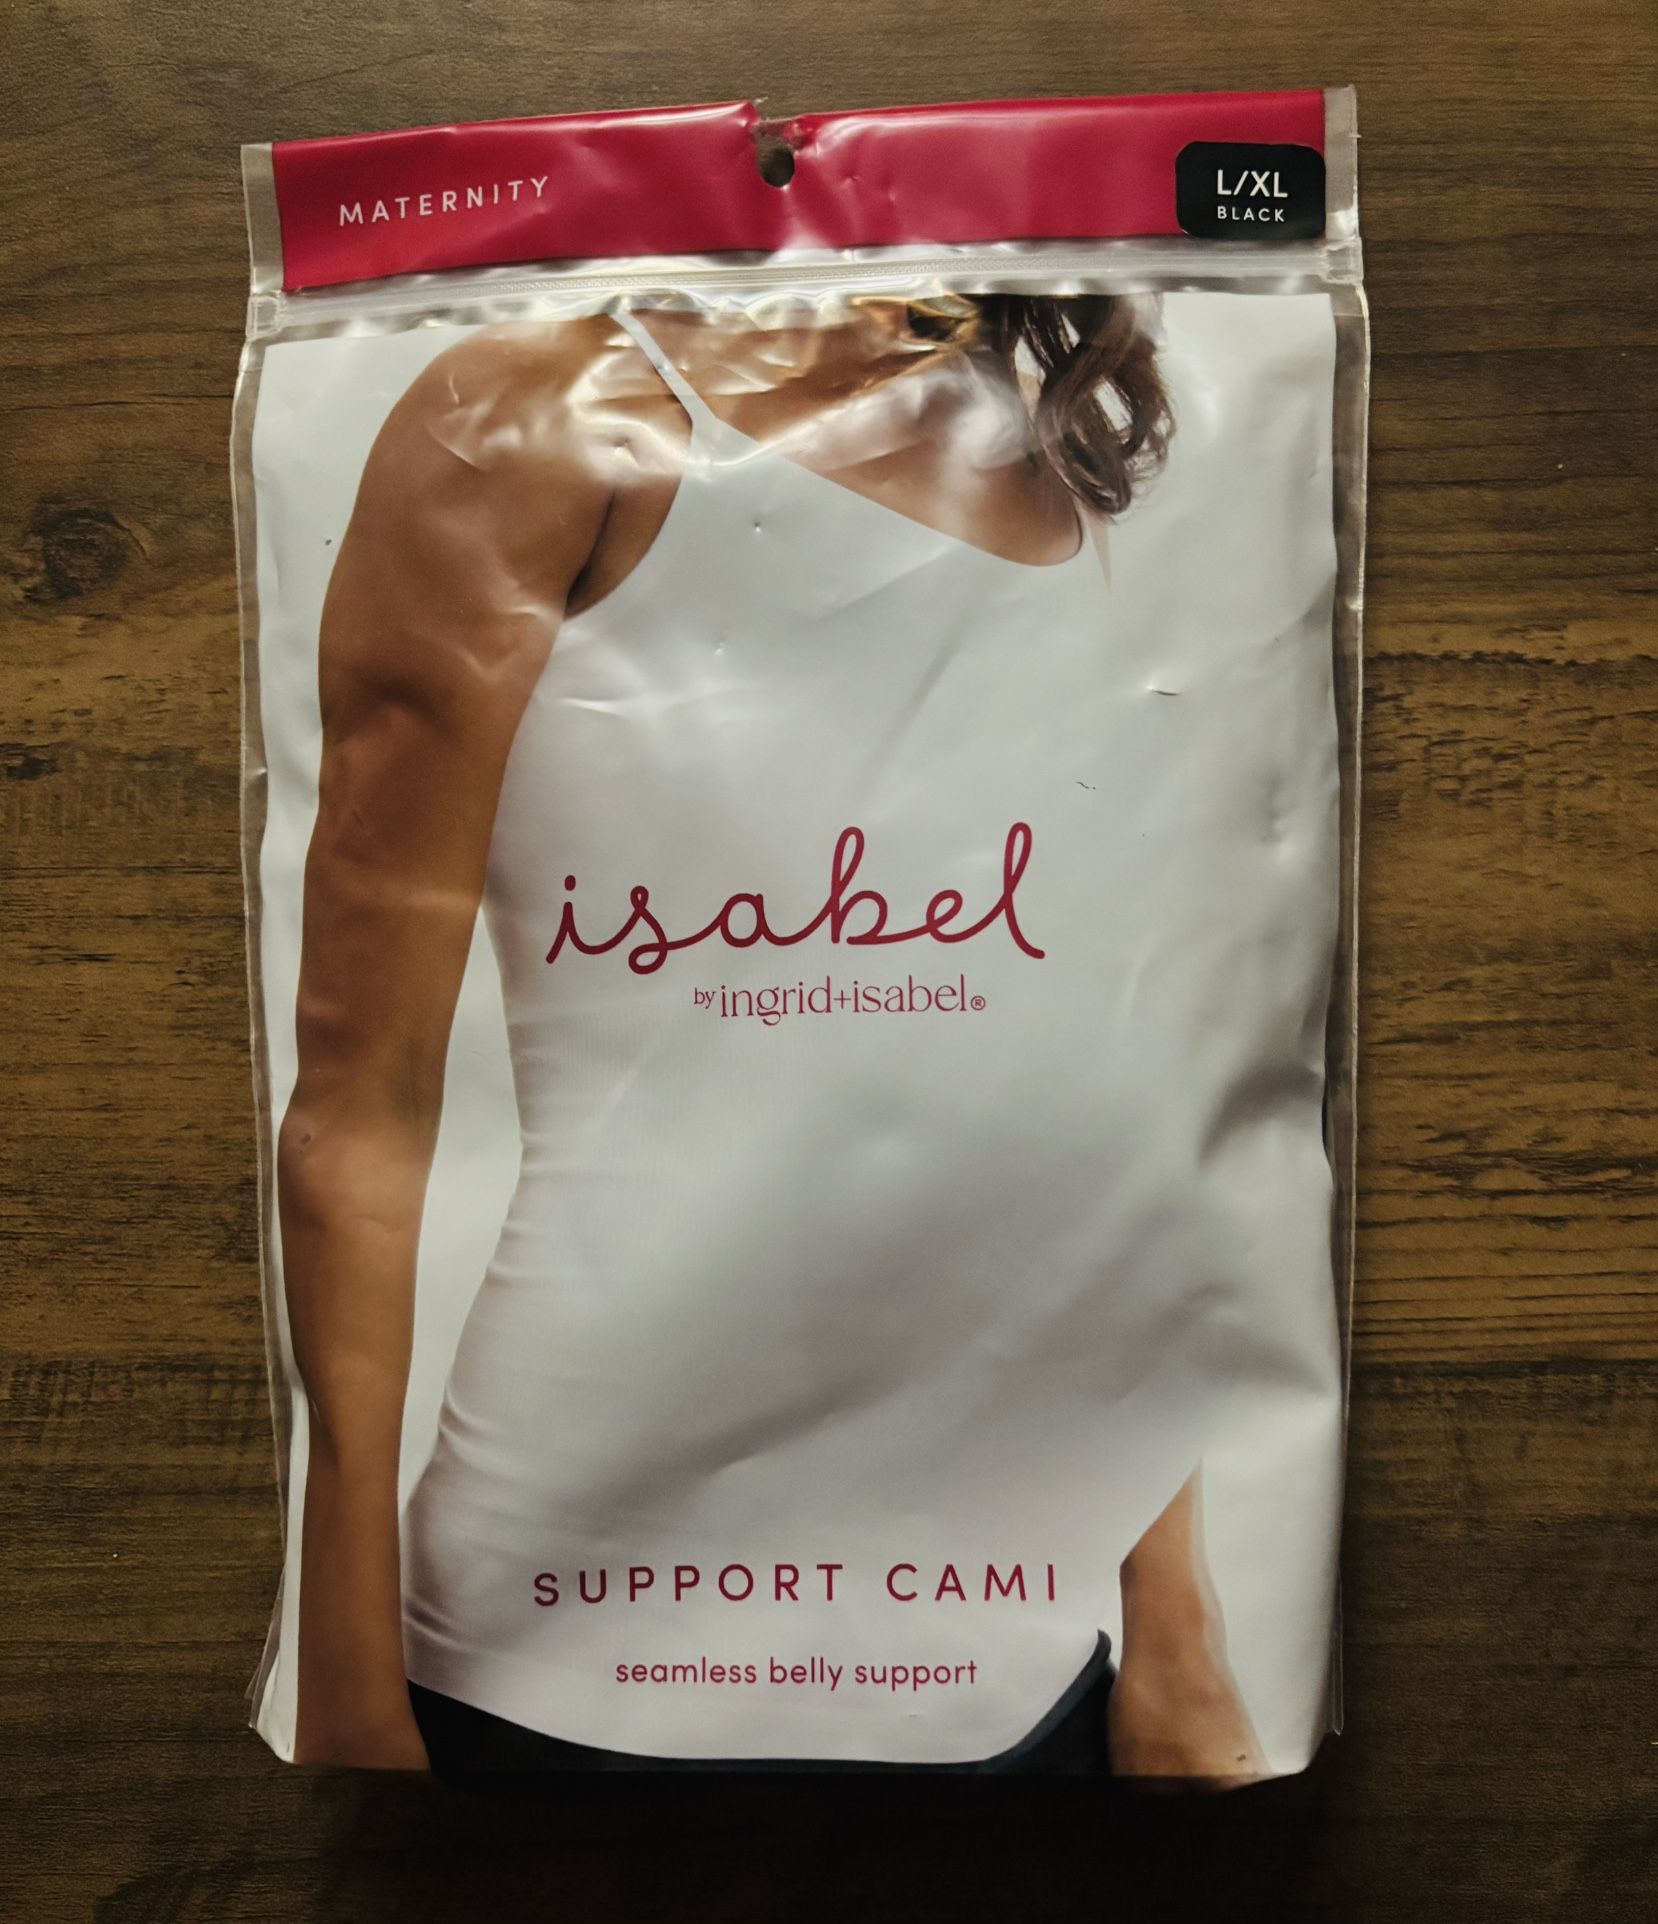 MATERNITY
L/XL
BLACK
isabel
by ingrid+isabel®
SUPPORT CAMI
seamless belly support